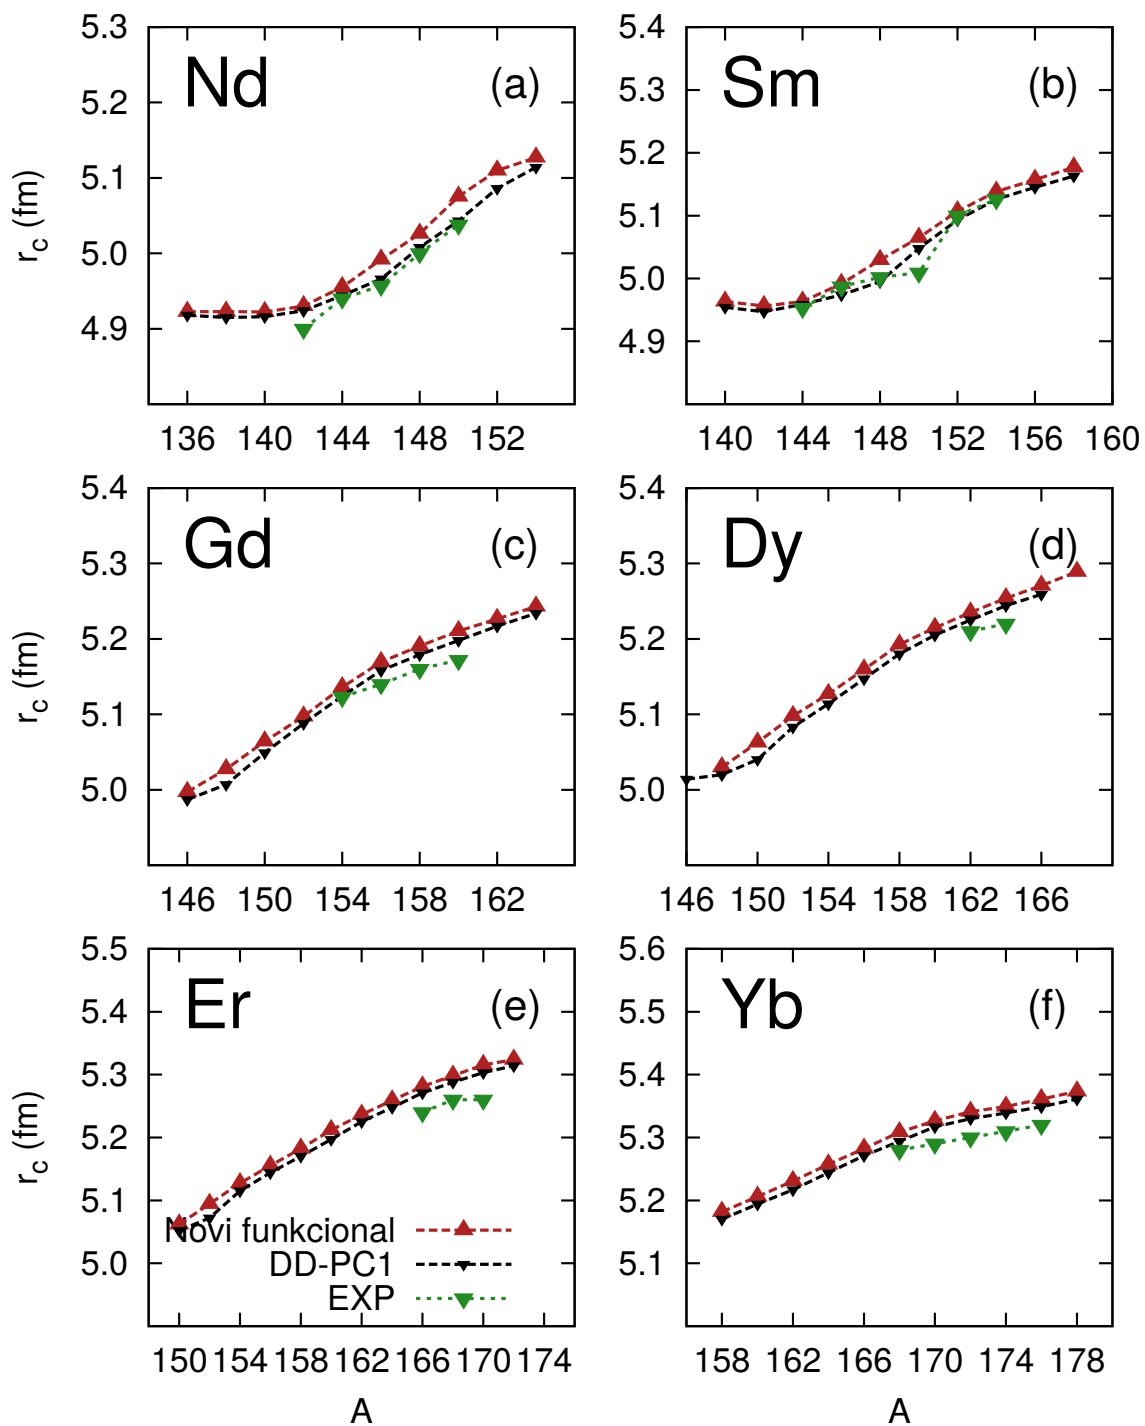 5.3
5.2
5.1
5.0
4.9
r_c (fm)
Nd
(a)
136 140 144 148 152
5.4
5.3
5.2
5.1
5.0
4.9
Sm
(b)
140 144 148 152 156 160
5.4
5.3
5.2
5.1
5.0
r_c (fm)
Gd
(c)
146 150 154 158 162
5.4
5.3
5.2
5.1
5.0
Dy
(d)
146 150 154 158 162 166
5.5
5.4
5.3
5.2
5.1
5.0
r_c (fm)
Er
(e)
Novi funkcional
DD-PC1
EXP
150 154 158 162 166 170 174
A
5.6
5.5
5.4
5.3
5.2
5.1
Yb
(f)
158 162 166 170 174 178
A